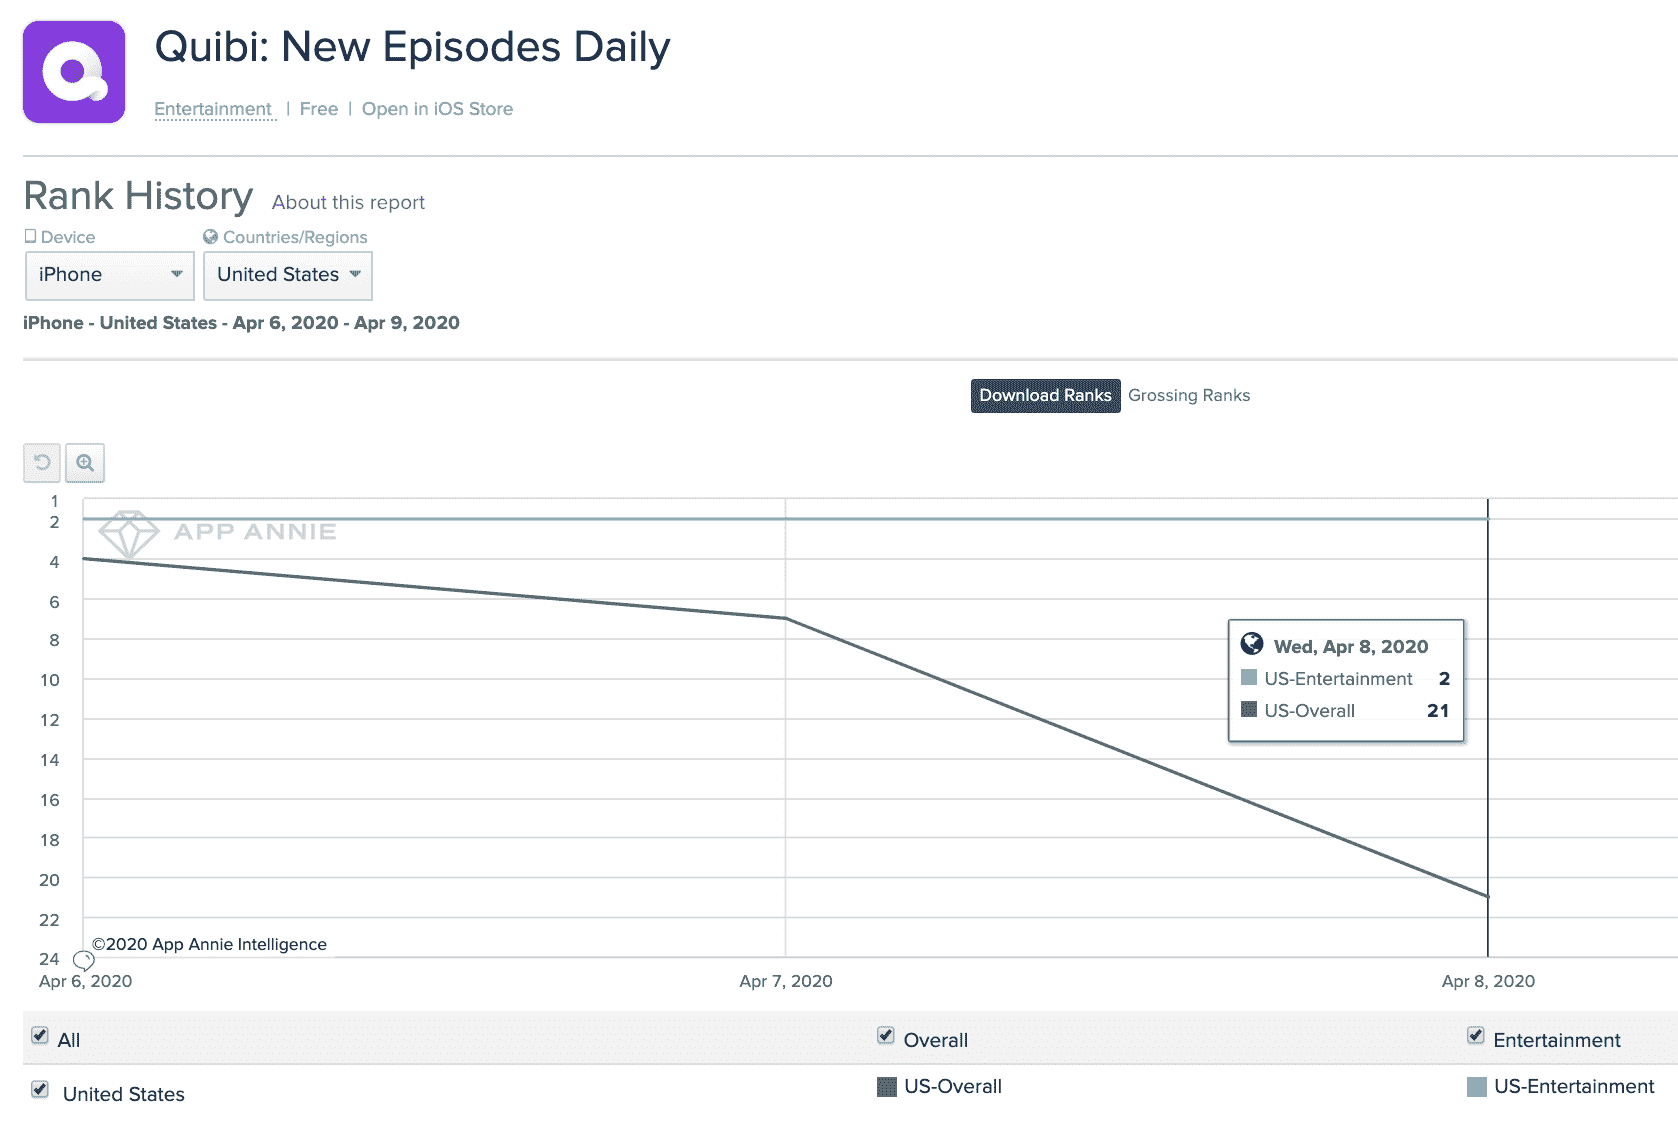 Quibi: New Episodes Daily
Entertainment | Free | Open in iOS Store
Rank History About this report
Device Countries/Regions
iPhone United States
iPhone - United States - Apr 6, 2020 - Apr 9, 2020
Download Ranks Grossing Ranks
1
2
APP ANNIE
4
6
8
10
12
14
16
18
20
22
24
Wed, Apr 8, 2020
US-Entertainment 2
US-Overall 21
©2020 App Annie Intelligence
Apr 6, 2020 Apr 7, 2020 Apr 8, 2020
All Overall Entertainment
United States US-Overall US-Entertainment